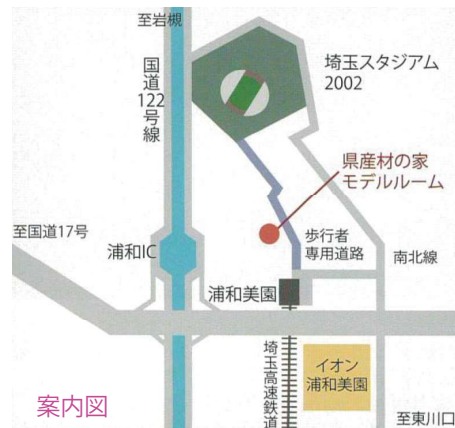 至岩槻
国道122号線
埼玉スタジアム
2002
県産材の家
モデルルーム
至国道17号
浦和IC
歩行者
専用道路
南北線
浦和美園
埼玉高速鉄道
イオン
浦和美園
案内図
至東川口